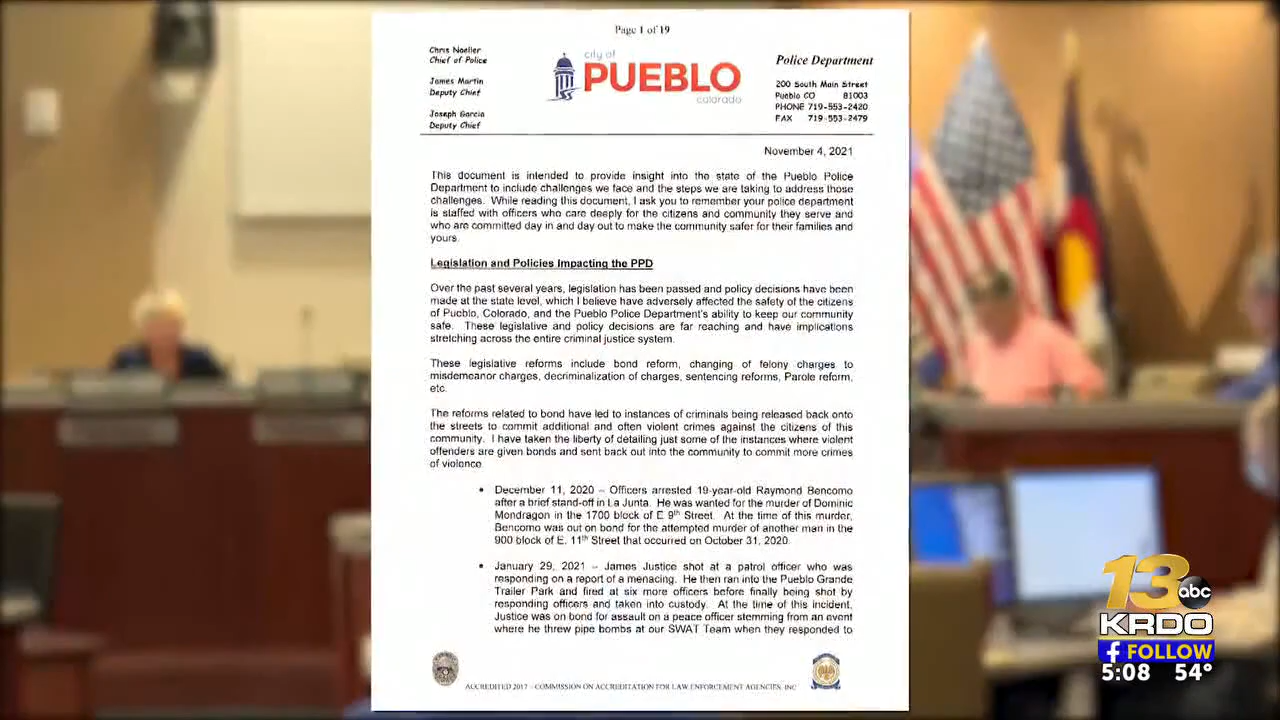 Page 1 of 19
Chris Noeller
Chief of Police
James Martin
Deputy Chief
Joseph Garcia
Deputy Chief
city of
PUEBLO
colorado
Police Department
200 South Main Street
Pueblo CO 81003
PHONE 719-553-2420
FAX 719-553-2479
November 4, 2021
This document is intended to provide insight into the state of the Pueblo Police
Department to include challenges we face and the steps we are taking to address those
challenges. While reading this document, I ask you to remember your police department
is staffed with officers who care deeply for the citizens and community they serve and
who are committed day in and day out to make the community safer for their families and
yours.
Legislation and Policies Impacting the PPD
Over the past several years, legislation has been passed and policy decisions have been
made at the state level, which I believe have adversely affected the safety of the citizens
of Pueblo, Colorado, and the Pueblo Police Department's ability to keep our community
safe. These legislative and policy decisions are far reaching and have implications
stretching across the entire criminal justice system.
These legislative reforms include bond reform, changing of felony charges to
misdemeanor charges, decriminalization of charges, sentencing reforms, Parole reform,
etc.
The reforms related to bond have led to instances of criminals being released back onto
the streets to commit additional and often violent crimes against the citizens of this
community. I have taken the liberty of detailing just some of the instances where violent
offenders are given bonds and sent back out into the community to commit more crimes
of violence.
• December 11, 2020 – Officers arrested 19-year-old Raymond Bencomo
after a brief stand-off in La Junta. He was wanted for the murder of Dominic
Mondragon in the 1700 block of E 9th Street. At the time of this murder,
Bencomo was out on bond for the attempted murder of another man in the
900 block of E. 11th Street that occurred on October 31, 2020.
• January 29, 2021 – James Justice shot at a patrol officer who was
responding on a report of a menacing. He then ran into the Pueblo Grande
Trailer Park and fired at six more officers before finally being shot by
responding officers and taken into custody. At the time of this incident,
Justice was on bond for assault on a peace officer stemming from an event
where he threw pipe bombs at our SWAT Team when they responded to
ACCREDITED 2017 - COMMISSION ON ACCREDITATION FOR LAW ENFORCEMENT AGENCIES, INC
13
abc
KRDO
f FOLLOW
5:08 54°